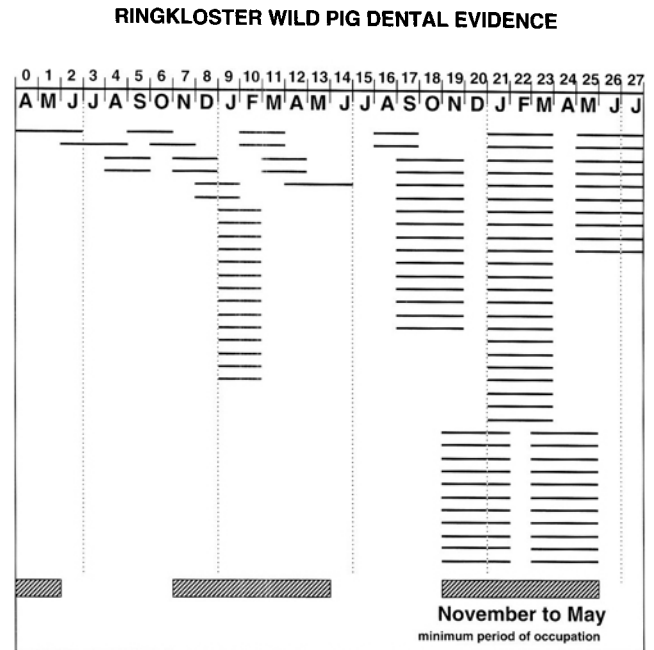 RINGKLOSTER WILD PIG DENTAL EVIDENCE
0 1 2 3 4 5 6 7 8 9 10 11 12 13 14 15 16 17 18 19 20 21 22 23 24 25 26 27
A M J J A S O N D J F M A M J J A S O N D J F M A M J J
November to May
minimum period of occupation